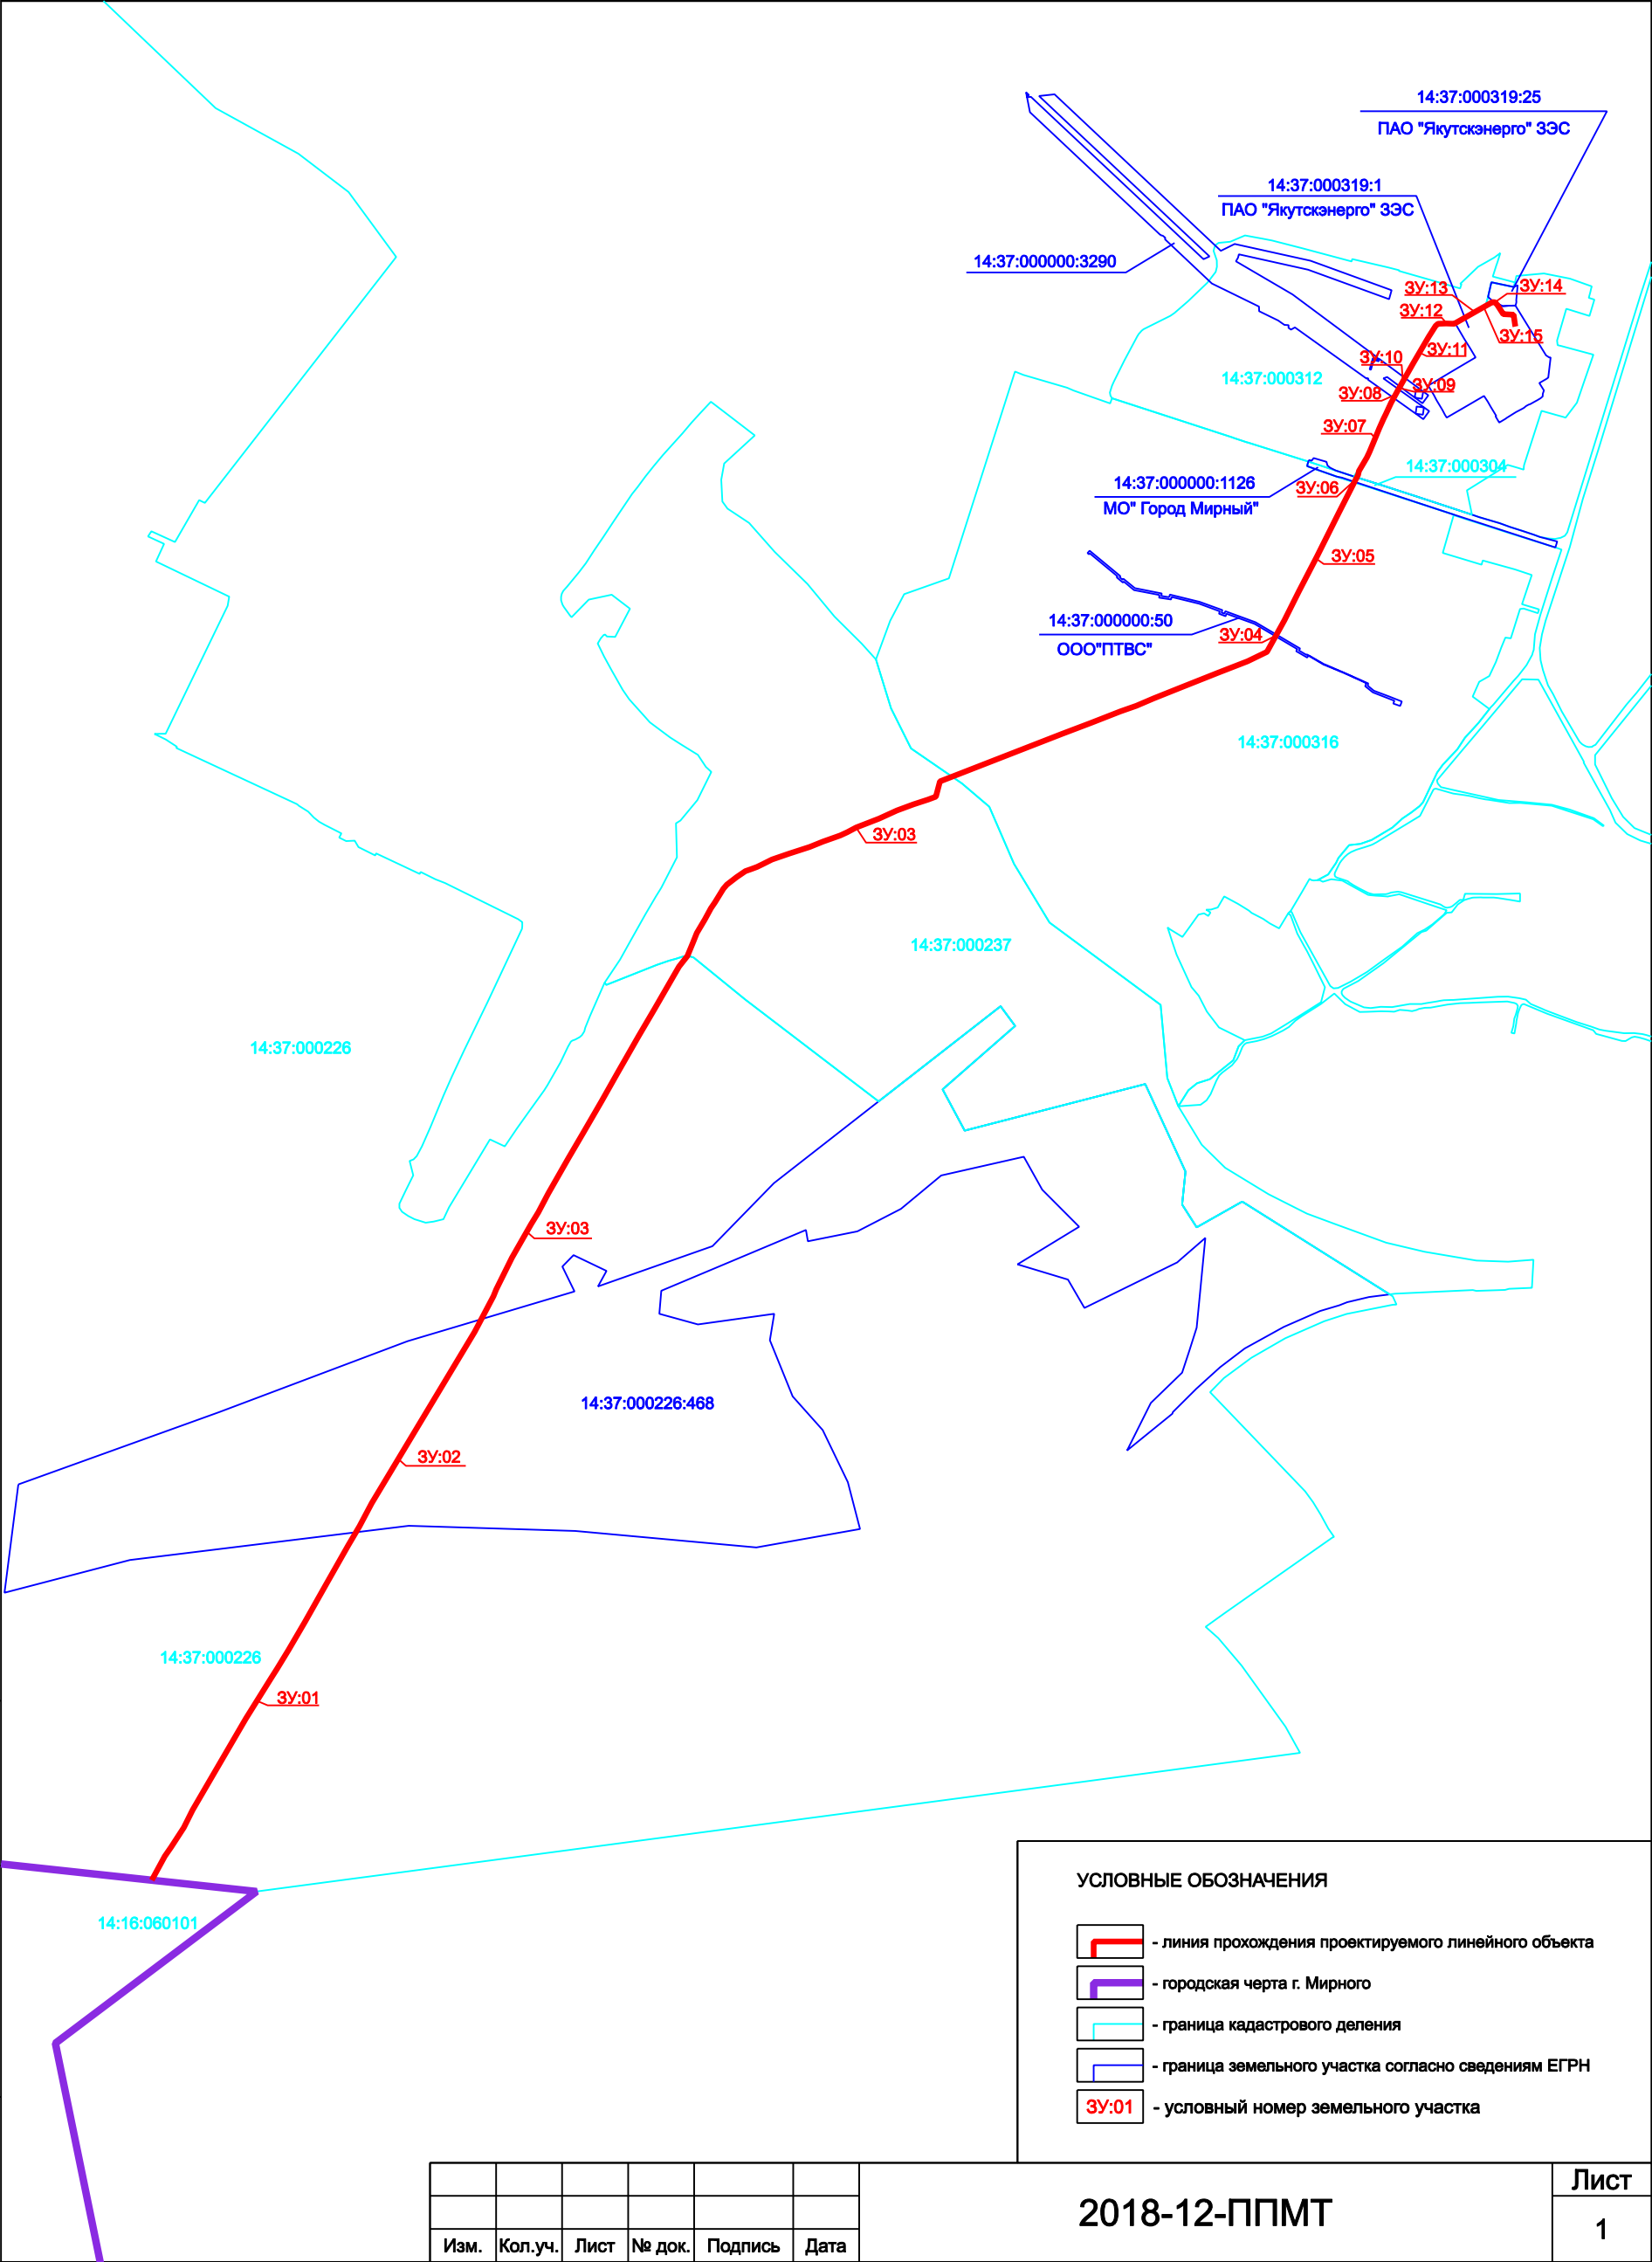 14:37:000319:25
ПАО "Якутскэнерго" ЗЭС
14:37:000319:1
ПАО "Якутскэнерго" ЗЭС
14:37:000000:3290
ЗУ:13
ЗУ:14
ЗУ:12
ЗУ:15
ЗУ:11
ЗУ:10
14:37:000312
ЗУ:09
ЗУ:08
ЗУ:07
14:37:000304
14:37:000000:1126
ЗУ:06
МО" Город Мирный"
ЗУ:05
14:37:000000:50
ЗУ:04
ООО"ПТВС"
14:37:000316
ЗУ:03
14:37:000237
14:37:000226
ЗУ:03
14:37:000226:468
ЗУ:02
14:37:000226
ЗУ:01
14:16:060101
УСЛОВНЫЕ ОБОЗНАЧЕНИЯ
- линия прохождения проектируемого линейного объекта
- городская черта г. Мирного
- граница кадастрового деления
- граница земельного участка согласно сведениям ЕГРН
ЗУ:01 - условный номер земельного участка
2018-12-ППМТ
Лист
1
Изм. Кол.уч. Лист № док. Подпись Дата